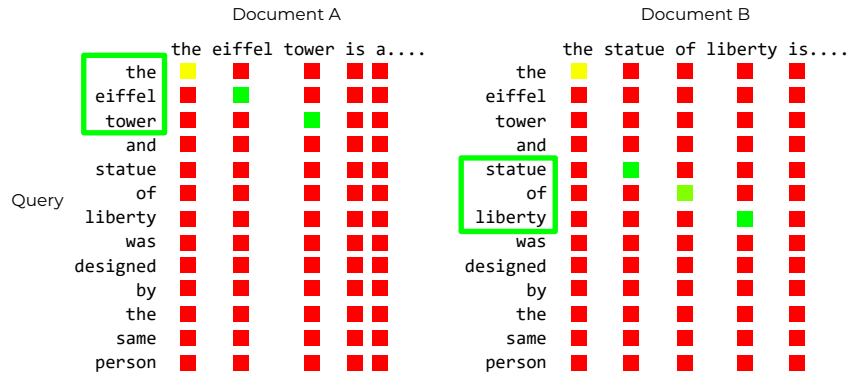 Document A
the eiffel tower is a....
the
eiffel
tower
and
statue
of
liberty
was
designed
by
the
same
person
Query
Document B
the statue of liberty is....
the
eiffel
tower
and
statue
of
liberty
was
designed
by
the
same
person